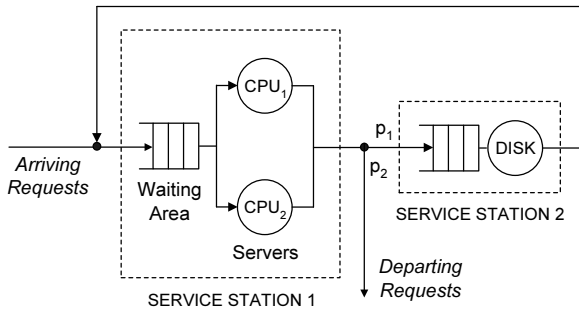 CPU1
p1
DISK
Arriving
Requests
Waiting
Area
p2
CPU2
SERVICE STATION 2
Servers
Departing
Requests
SERVICE STATION 1